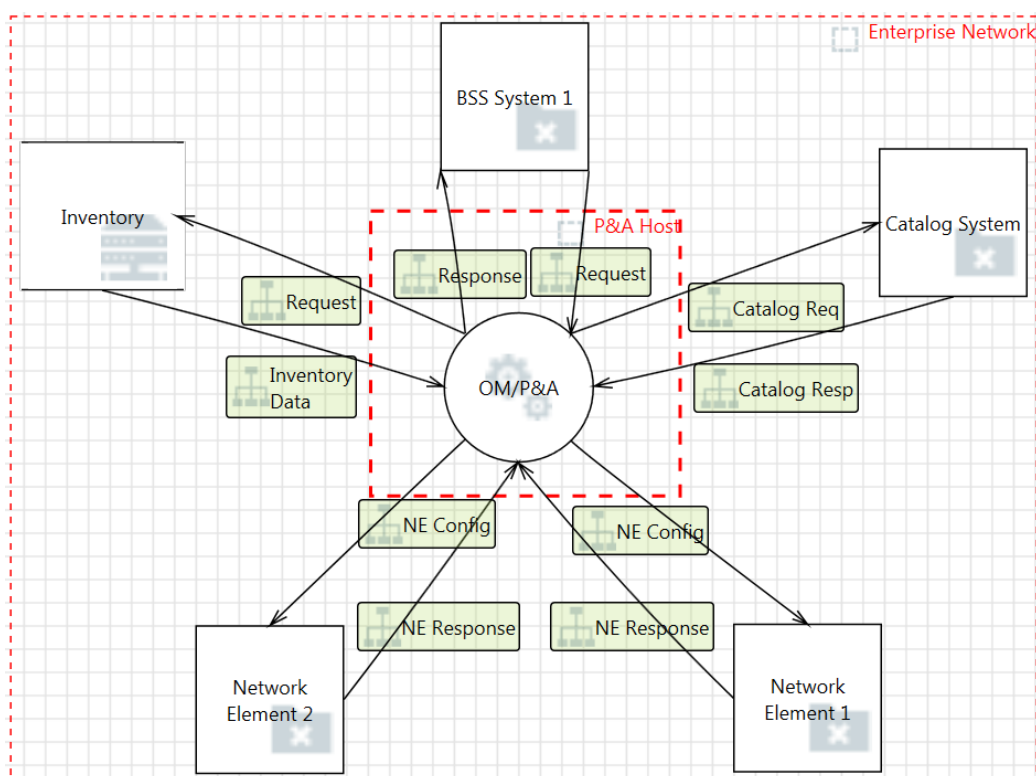 Enterprise Network
BSS System 1
Inventory
P&A Host
Catalog System
Response
Request
Request
Catalog Req
Inventory
Data
OM/P&A
Catalog Resp
NE Config
NE Config
NE Response
NE Response
Network
Element 2
Network
Element 1